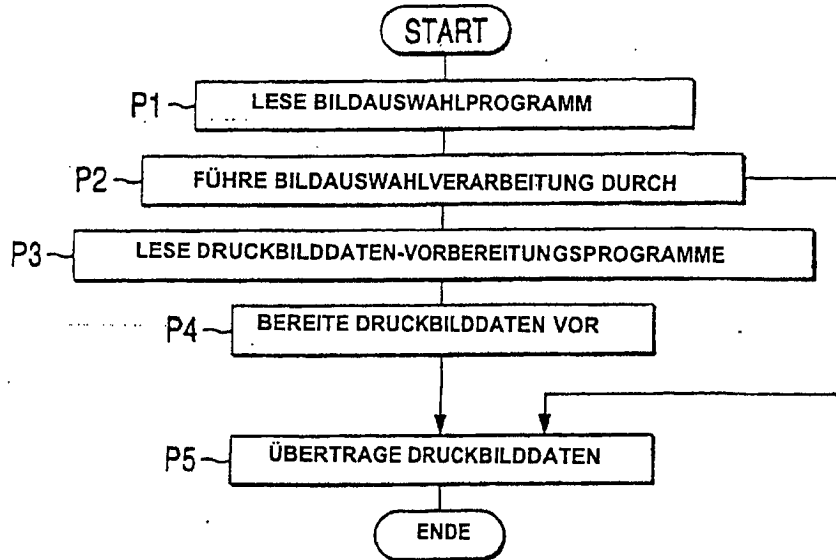 START
P1 LESE BILDAUSWAHLPROGRAMM
P2 FÜHRE BILDAUSWAHLVERARBEITUNG DURCH
P3 LESE DRUCKBILDDATEN-VORBEREITUNGSPROGRAMME
P4 BEREITE DRUCKBILDDATEN VOR
P5 ÜBERTRAGE DRUCKBILDDATEN
ENDE